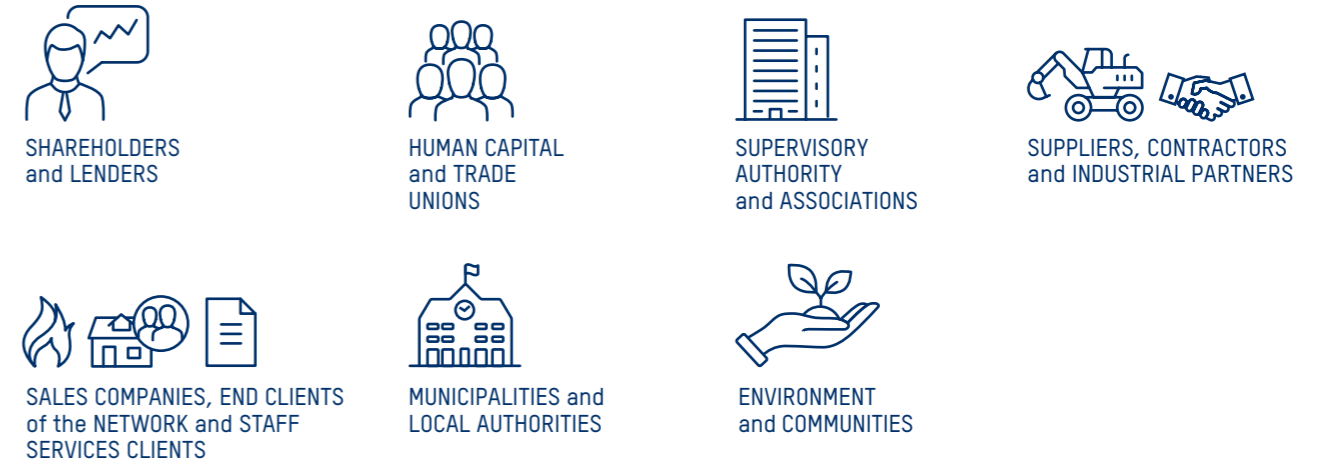 SHAREHOLDERS
and LENDERS
HUMAN CAPITAL
and TRADE
UNIONS
SUPERVISORY
AUTHORITY
and ASSOCIATIONS
SUPPLIERS, CONTRACTORS
and INDUSTRIAL PARTNERS
SALES COMPANIES, END CLIENTS
of the NETWORK and STAFF
SERVICES CLIENTS
MUNICIPALITIES and
LOCAL AUTHORITIES
ENVIRONMENT
and COMMUNITIES